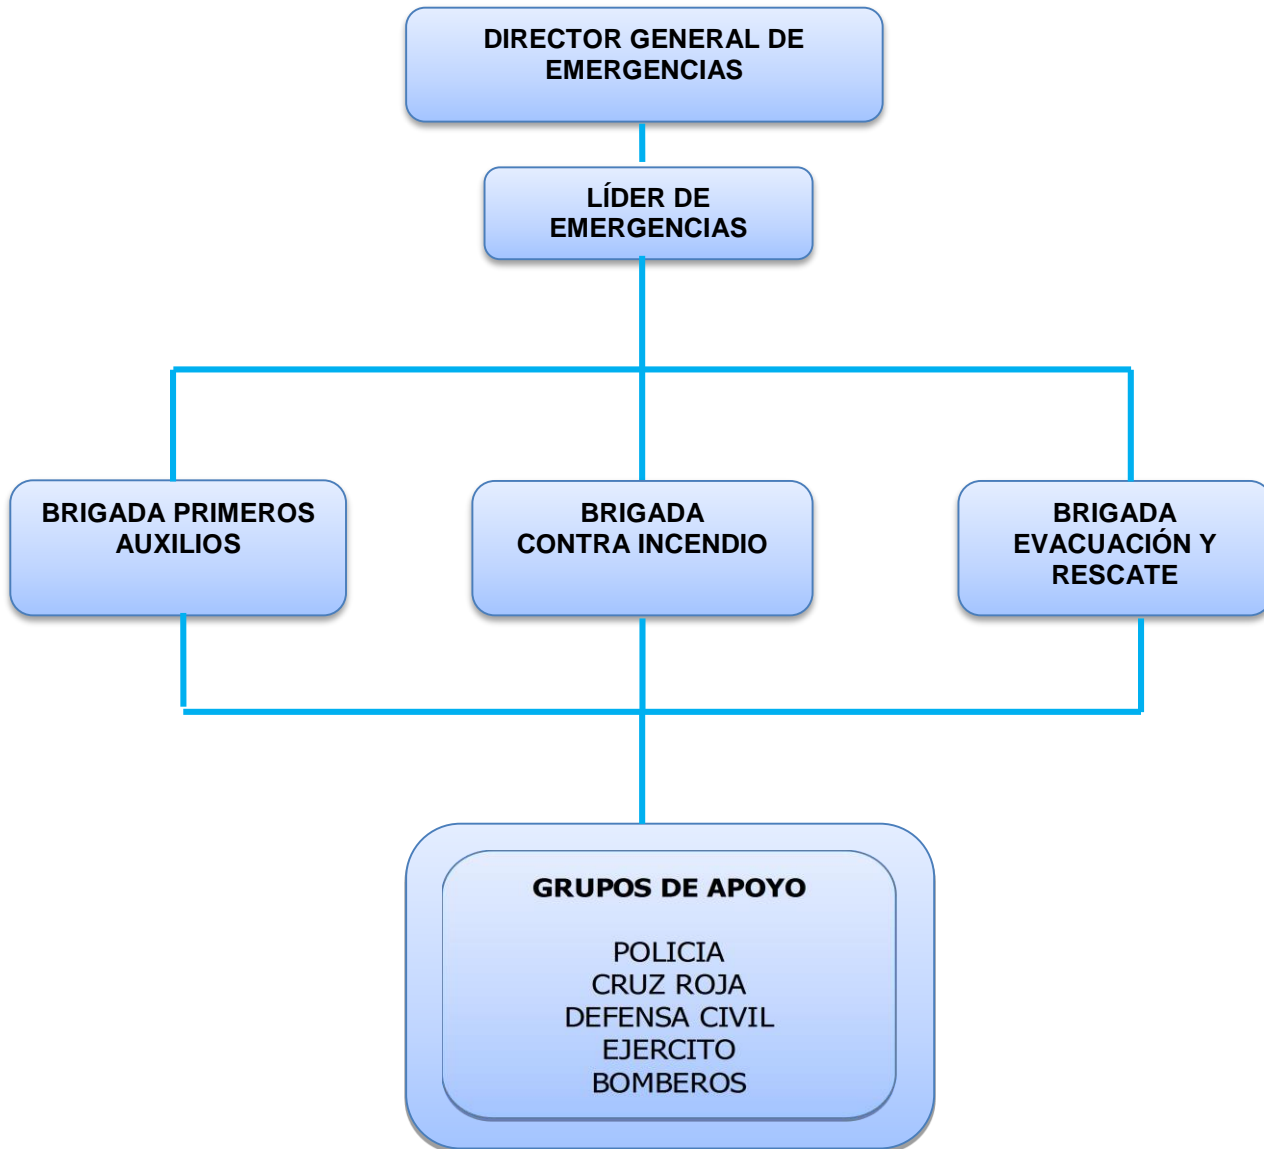 DIRECTOR GENERAL DE
EMERGENCIAS
LÍDER DE
EMERGENCIAS
BRIGADA PRIMEROS
AUXILIOS
BRIGADA
CONTRA INCENDIO
BRIGADA
EVACUACIÓN Y
RESCATE
GRUPOS DE APOYO
POLICIA
CRUZ ROJA
DEFENSA CIVIL
EJERCITO
BOMBEROS